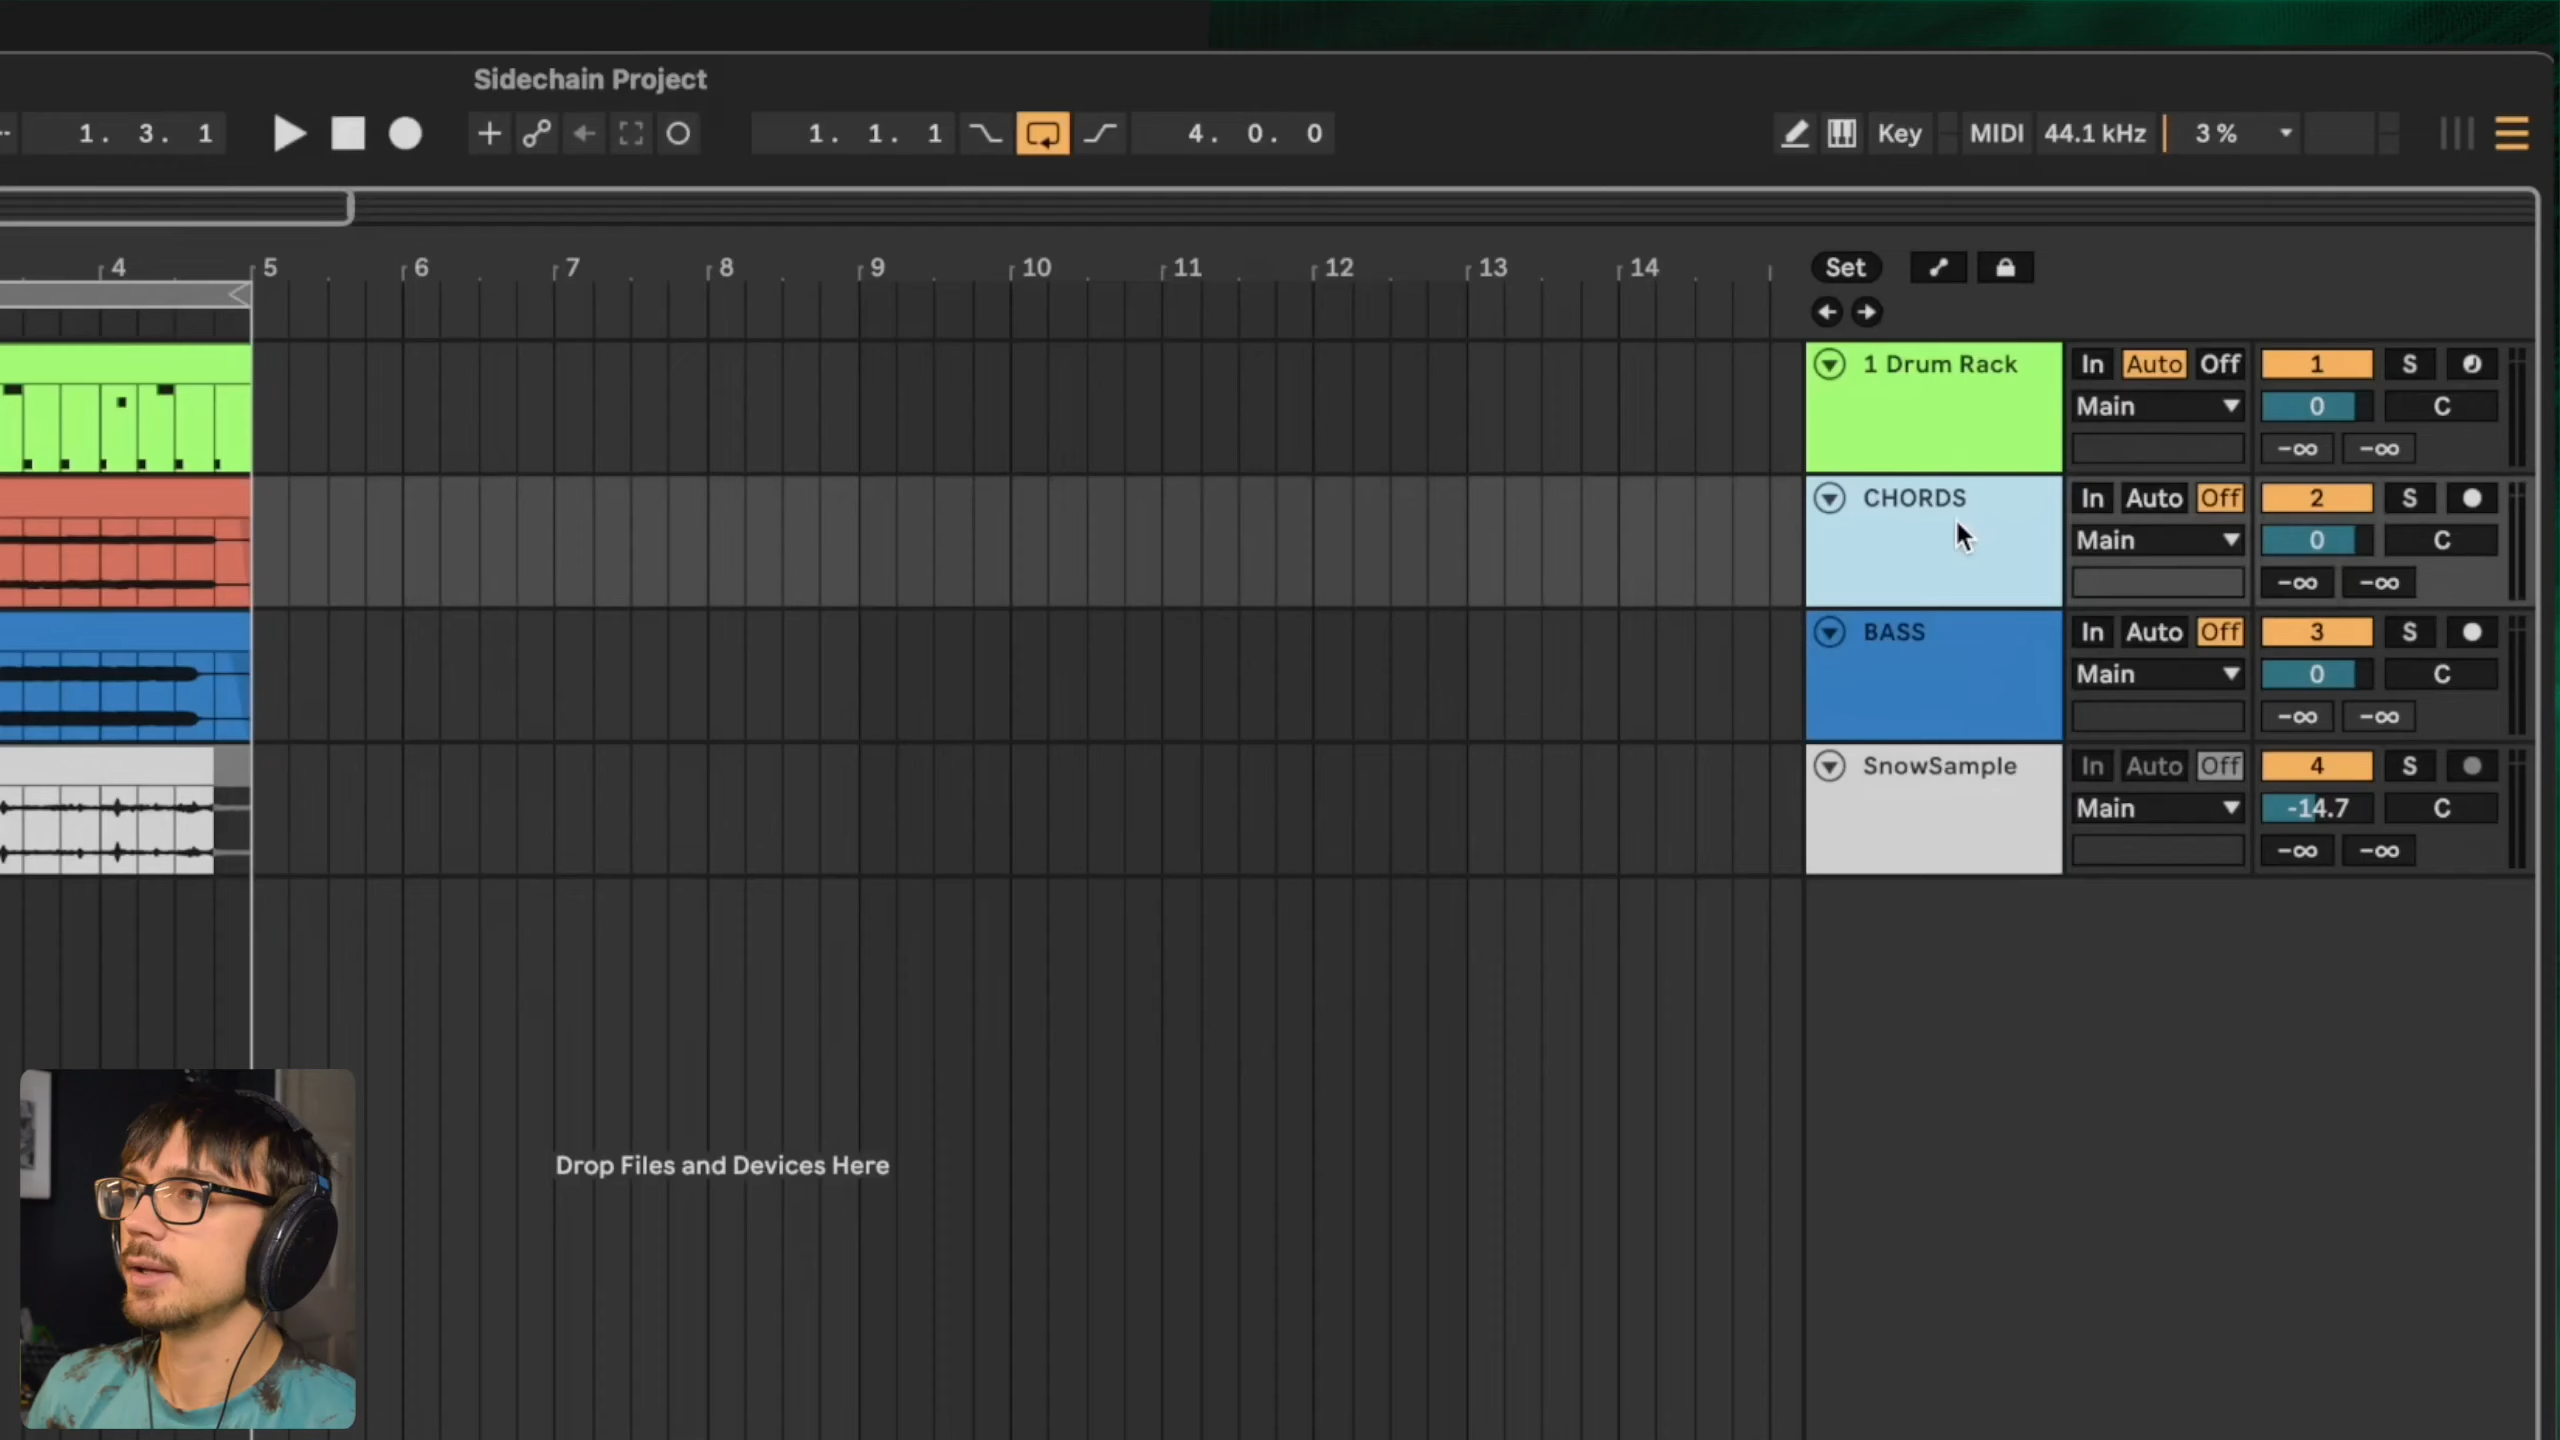 Sidechain Project
1. 3. 1
1. 1. 1
4. 0. 0
Key
MIDI
44.1 kHz
3 %
4
5
6
7
8
9
10
11
12
13
14
Set
1 Drum Rack
In
Auto
Off
1
S
Main
0
C
-∞
-∞
CHORDS
In
Auto
Off
2
S
Main
0
C
-∞
-∞
BASS
In
Auto
Off
3
S
Main
0
C
-∞
-∞
SnowSample
In
Auto
Off
4
S
Main
-14.7
C
-∞
-∞
Drop Files and Devices Here